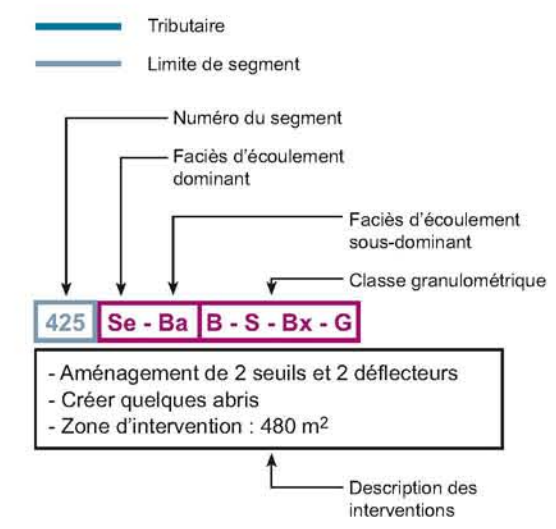 Tributaire
Limite de segment
Numéro du segment
Faciès d'écoulement
dominant
Faciès d'écoulement
sous-dominant
Classe granulométrique
425 Se - Ba B - S - Bx - G
- Aménagement de 2 seuils et 2 déflecteurs
- Créer quelques abris
- Zone d'intervention : 480 m²
Description des
interventions